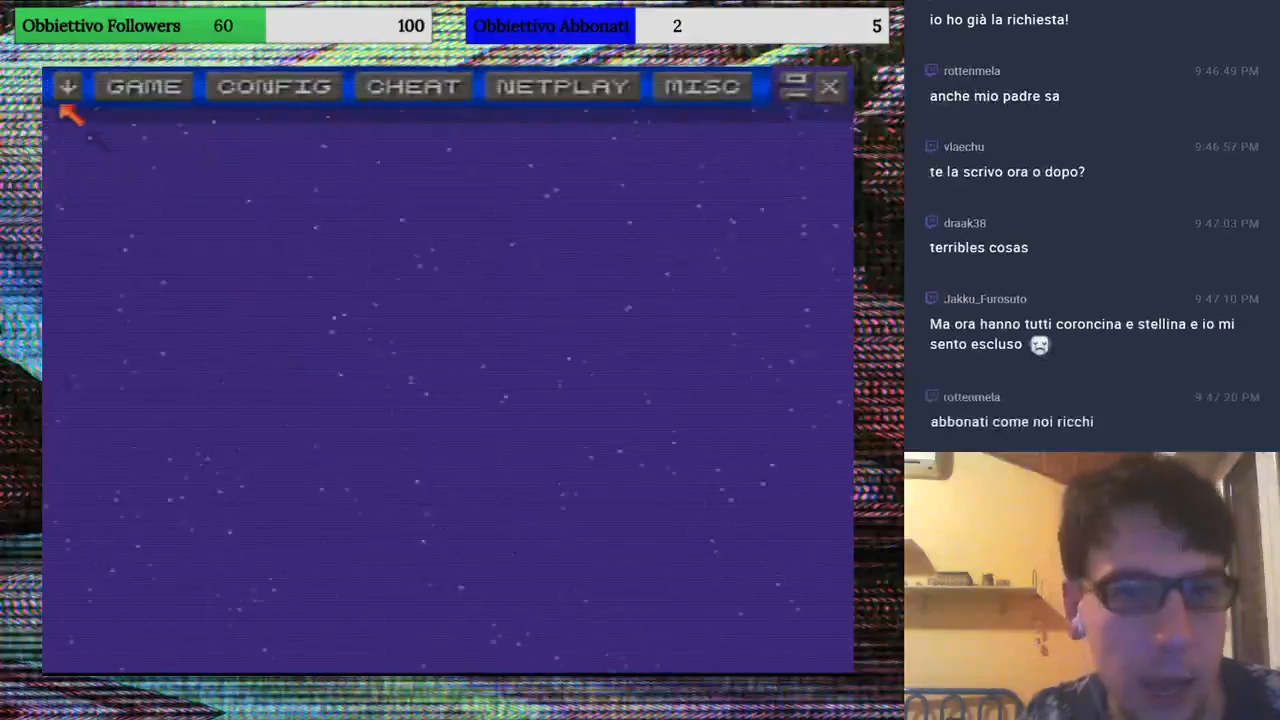 Obbiettivo Followers 60 100
Obbiettivo Abbonati 2 5
GAME CONFIG CHEAT NETPLAY MISC X
io ho già la richiesta!
rottenmela 9:46:49 PM
anche mio padre sa
vlaechu 9:46:57 PM
te la scrivo ora o dopo?
draak38 9:47:03 PM
terribles cosas
Jakku_Furosuto 9:47:10 PM
Ma ora hanno tutti coroncina e stellina e io mi
sento escluso
rottenmela 9:47:20 PM
abbonati come noi ricchi